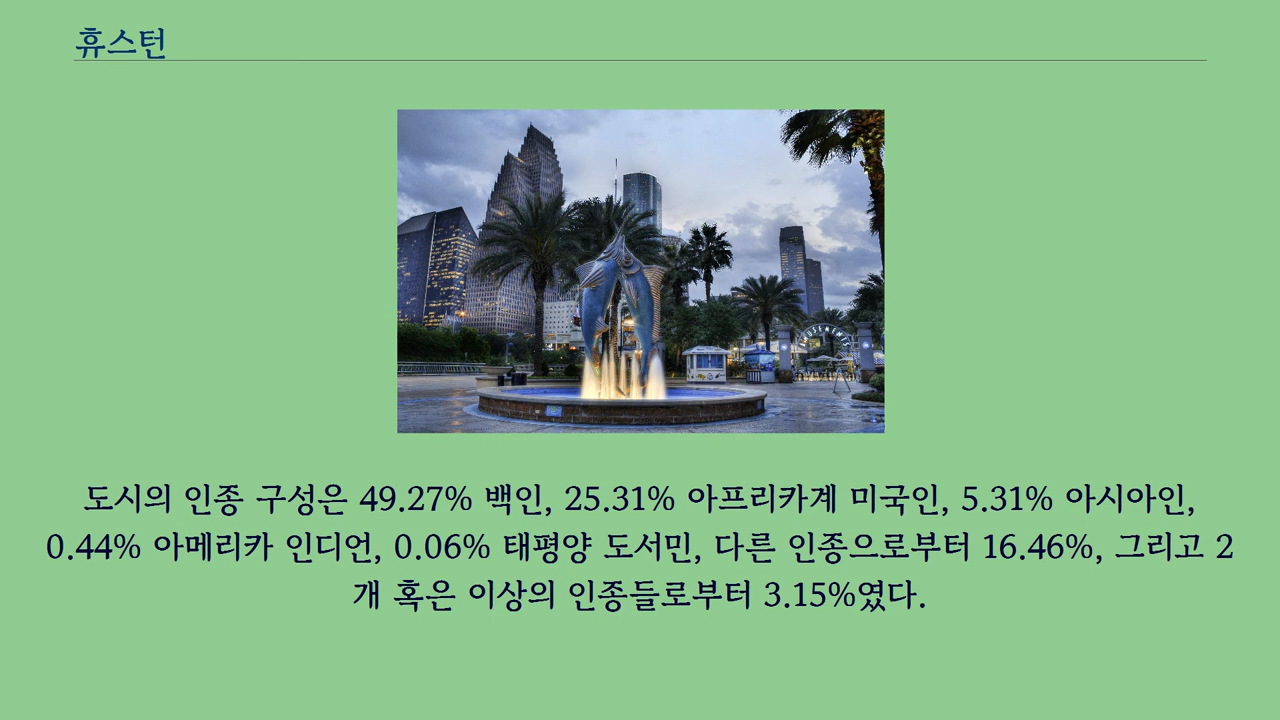 휴스턴
도시의 인종 구성은 49.27% 백인, 25.31% 아프리카계 미국인, 5.31% 아시아인,
0.44% 아메리카 인디언, 0.06% 태평양 도서민, 다른 인종으로부터 16.46%, 그리고 2
개 혹은 이상의 인종들로부터 3.15%였다.